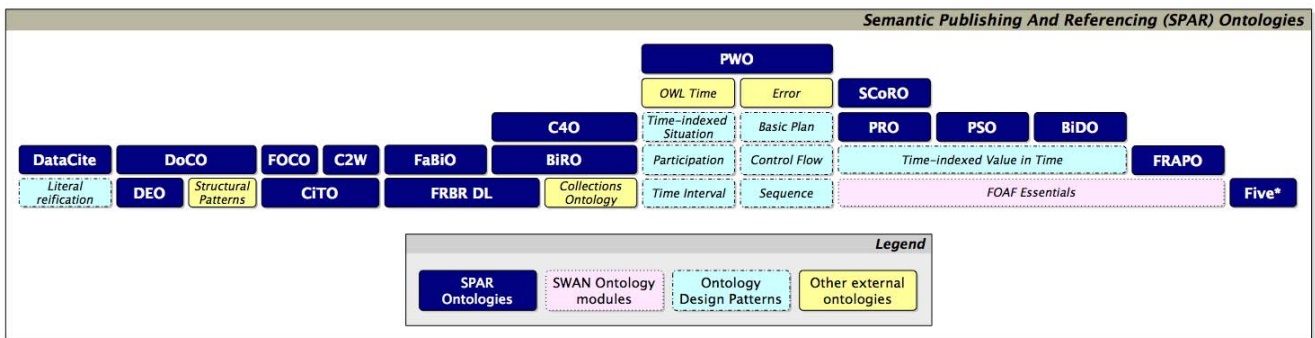 Semantic Publishing And Referencing (SPAR) Ontologies
PWO
OWL Time
Error
SCoRO
C4O
Time-indexed
Situation
Basic Plan
PRO
PSO
BiDO
DataCite
DoCO
FOCO
C2W
FaBiO
BiRO
Participation
Control Flow
Time-indexed Value in Time
FRAPO
Literal
reification
DEO
Structural
Patterns
CiTO
FRBR DL
Collections
Ontology
Time Interval
Sequence
FOAF Essentials
Five*
Legend
SPAR
Ontologies
SWAN Ontology
modules
Ontology
Design Patterns
Other external
ontologies